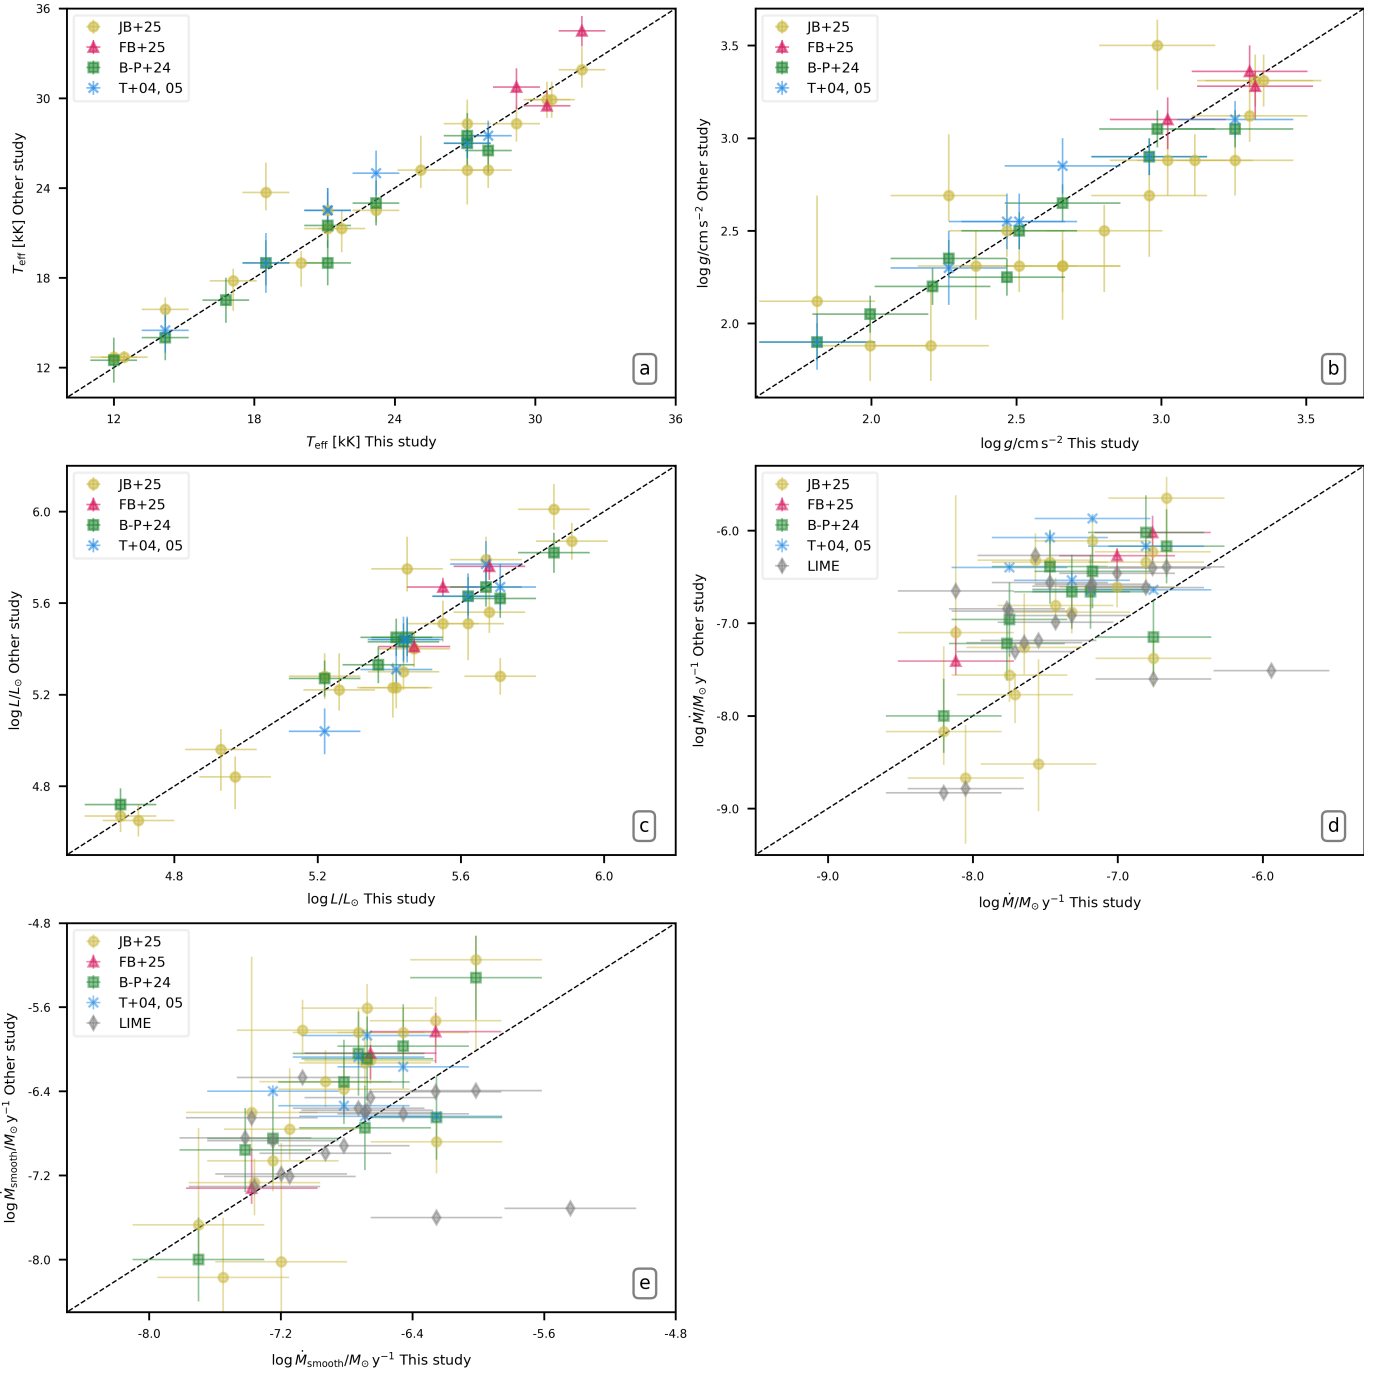 36
30
24
18
12
T_eff [kK] Other study
JB+25
FB+25
B-P+24
T+04, 05
a
12 18 24 30 36
T_eff [kK] This study
3.5
3.0
2.5
2.0
log g/cm s⁻² Other study
JB+25
FB+25
B-P+24
T+04, 05
b
2.0 2.5 3.0 3.5
log g/cm s⁻² This study
6.0
5.6
5.2
4.8
log L/L⊙ Other study
JB+25
FB+25
B-P+24
T+04, 05
c
4.8 5.2 5.6 6.0
log L/L⊙ This study
-6.0
-7.0
-8.0
-9.0
log Ṁ/M⊙ y⁻¹ Other study
JB+25
FB+25
B-P+24
T+04, 05
LIME
d
-9.0 -8.0 -7.0 -6.0
log Ṁ/M⊙ y⁻¹ This study
-4.8
-5.6
-6.4
-7.2
-8.0
log Ṁ_smooth/M⊙ y⁻¹ Other study
JB+25
FB+25
B-P+24
T+04, 05
LIME
e
-8.0 -7.2 -6.4 -5.6 -4.8
log Ṁ_smooth/M⊙ y⁻¹ This study